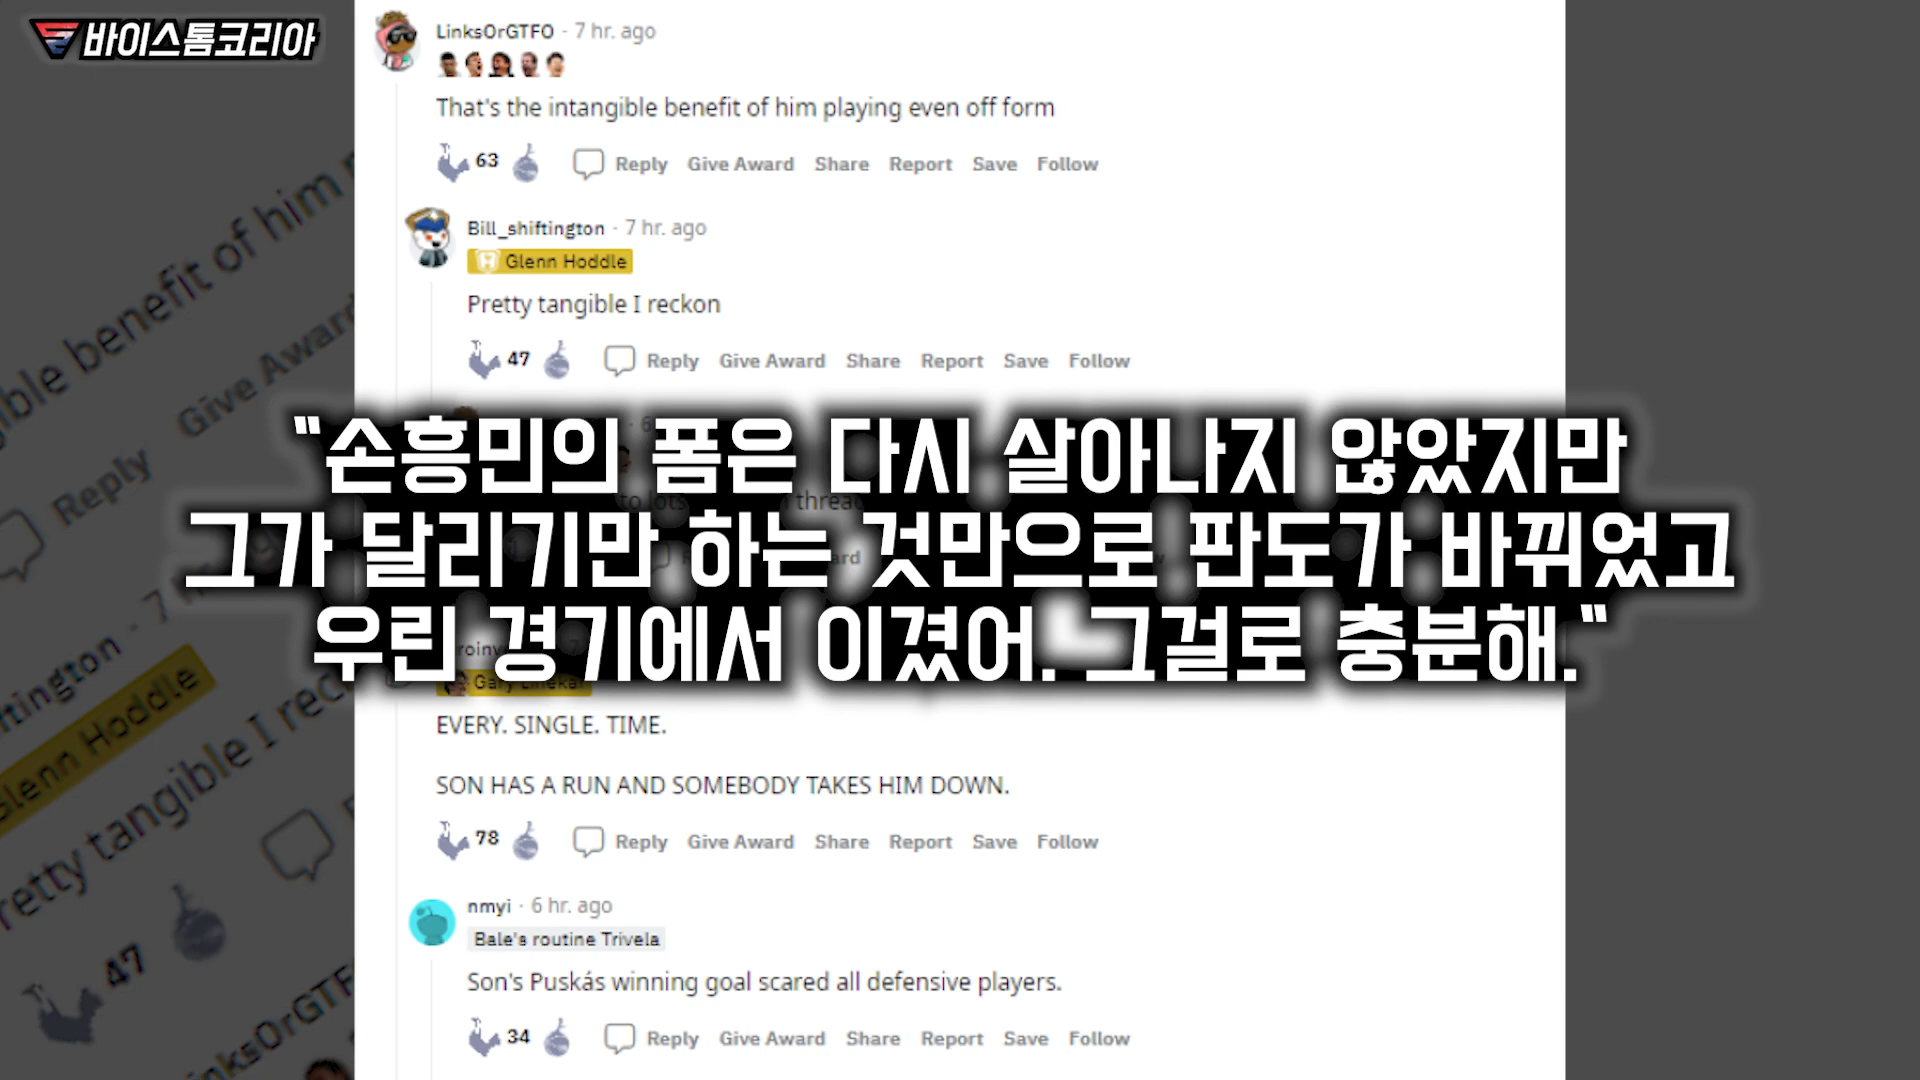 바이스톰코리아
LinksOrGTFO · 7 hr. ago
That's the intangible benefit of him playing even off form
63 Reply Give Award Share Report Save Follow
Bill_shiftington · 7 hr. ago
Glenn Hoddle
Pretty tangible I reckon
47 Reply Give Award Share Report Save Follow
"손흥민의 폼은 다시 살아나지 않았지만
그가 달리기만 하는 것만으로 판도가 바뀌었고
우린 경기에서 이겼어. 그걸로 충분해."
Gary Lineker
EVERY. SINGLE. TIME.
SON HAS A RUN AND SOMEBODY TAKES HIM DOWN.
78 Reply Give Award Share Report Save Follow
nmyi · 6 hr. ago
Bale's routine Trivela
Son's Puskás winning goal scared all defensive players.
34 Reply Give Award Share Report Save Follow